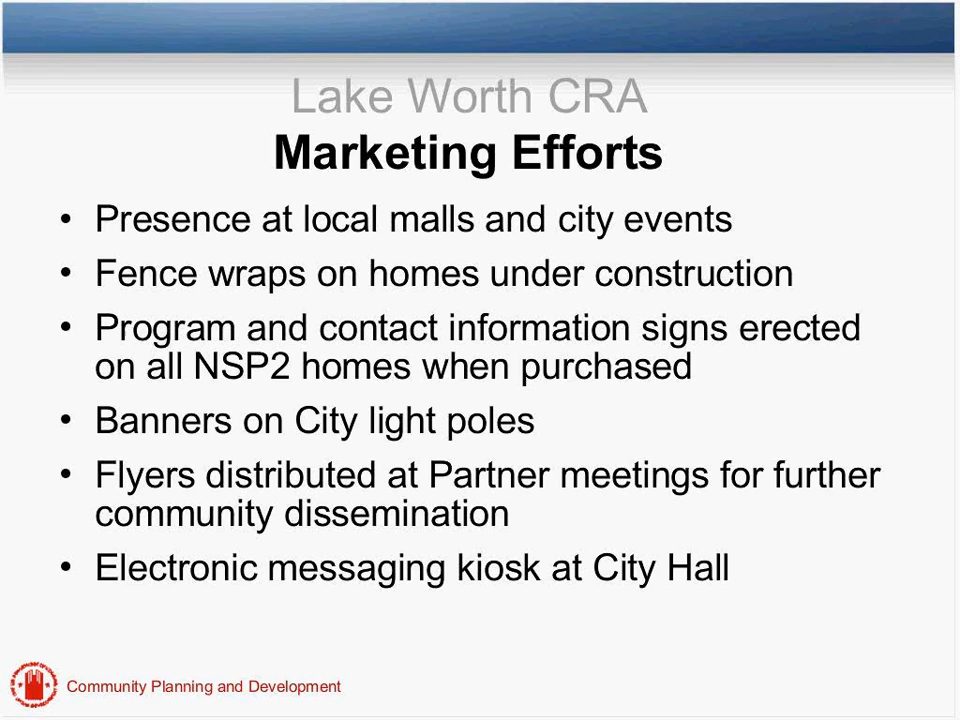 Lake Worth CRA
Marketing Efforts
• Presence at local malls and city events
• Fence wraps on homes under construction
• Program and contact information signs erected
on all NSP2 homes when purchased
• Banners on City light poles
• Flyers distributed at Partner meetings for further
community dissemination
• Electronic messaging kiosk at City Hall
Community Planning and Development